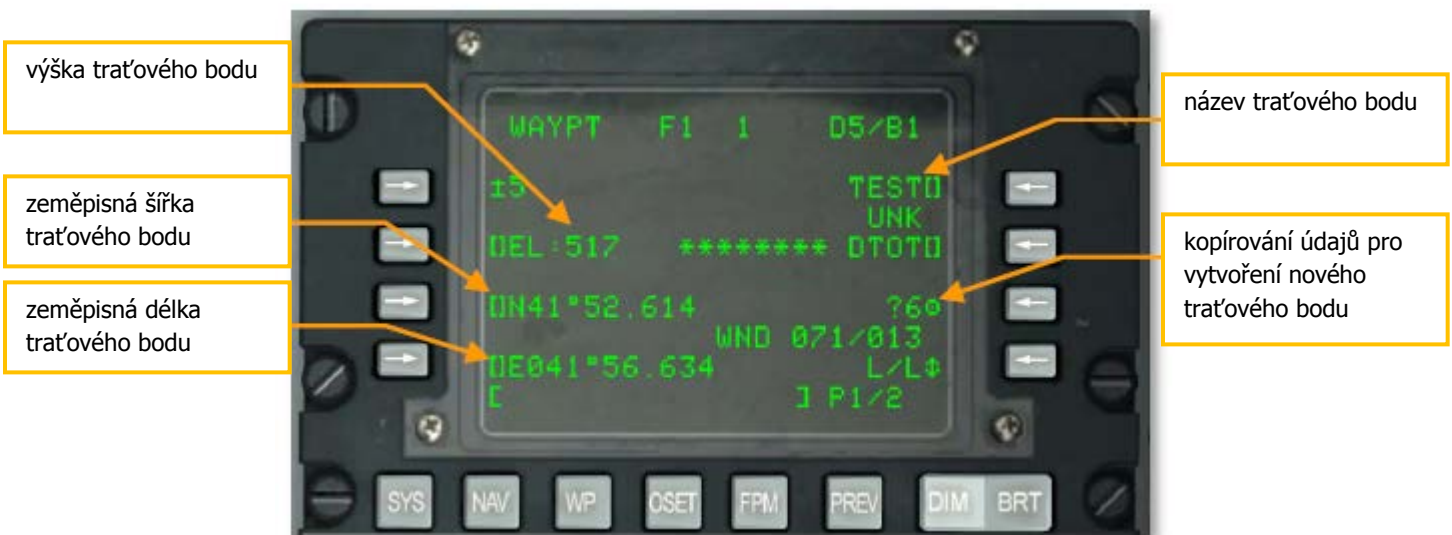 výška traťového bodu
zeměpisná šířka
traťového bodu
zeměpisná délka
traťového bodu
WAYPT F1 1 D5/B1
±5 TEST[]
UNK
[]EL:517 ******** DTOT[]
[]N41°52.614 ?6⊙
WND 071/013
[]E041°56.634 L/L↕
[ ] P1/2
SYS NAV WP OSET FPM PREV DIM BRT
název traťového bodu
kopírování údajů pro
vytvoření nového
traťového bodu